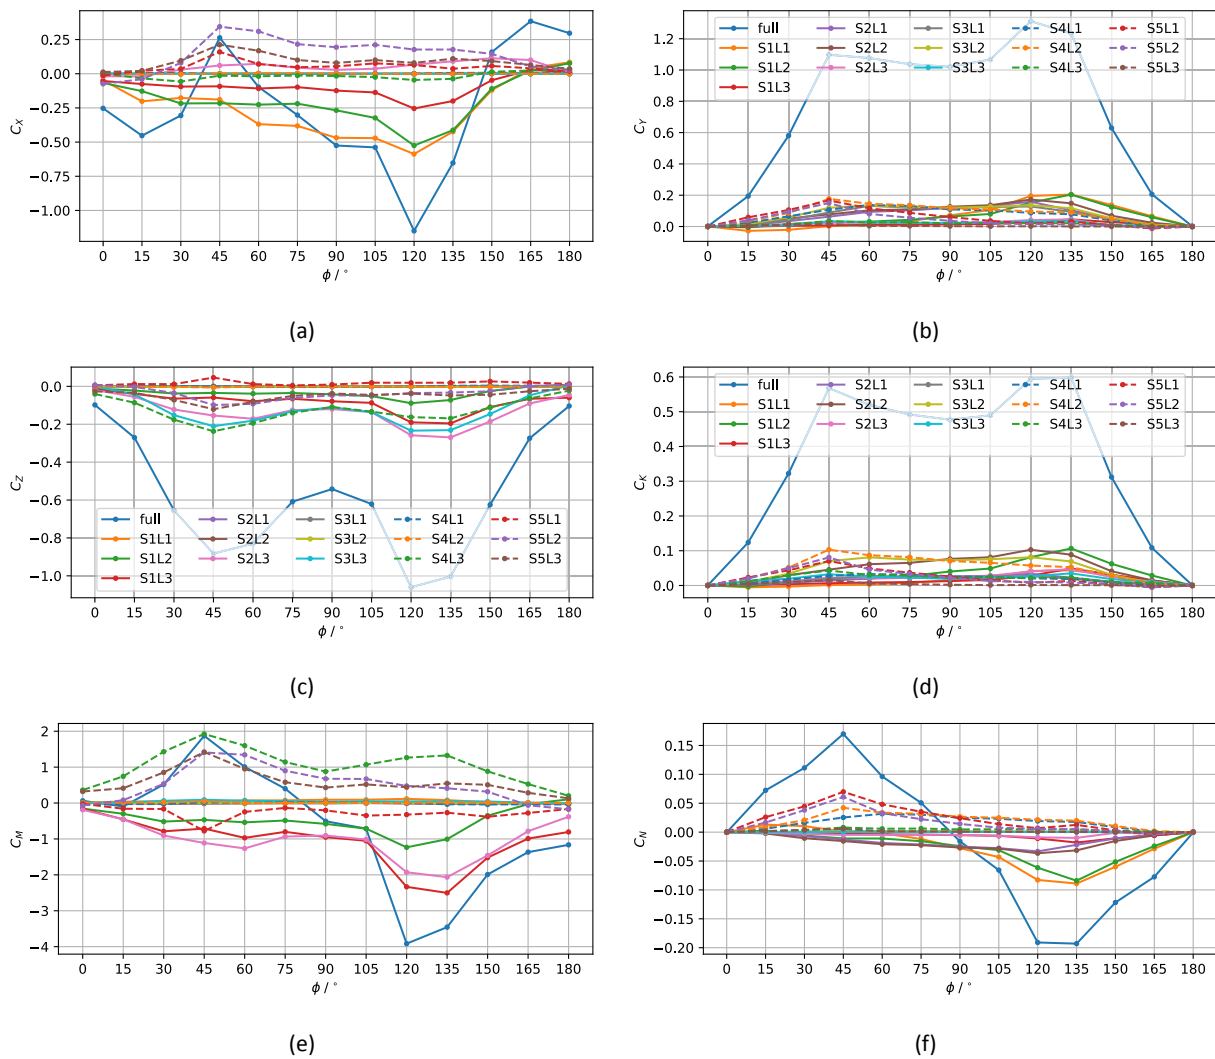 0.25
0.00
−0.25
−0.50
−0.75
−1.00
C_X
0 15 30 45 60 75 90 105 120 135 150 165 180
ϕ / °
(a)
1.2
1.0
0.8
0.6
0.4
0.2
0.0
C_Y
full S2L1 S3L1 S4L1 S5L1
S1L1 S2L2 S3L2 S4L2 S5L2
S1L2 S2L3 S3L3 S4L3 S5L3
S1L3
0 15 30 45 60 75 90 105 120 135 150 165 180
ϕ / °
(b)
0.0
−0.2
−0.4
−0.6
−0.8
−1.0
C_Z
full S2L1 S3L1 S4L1 S5L1
S1L1 S2L2 S3L2 S4L2 S5L2
S1L2 S2L3 S3L3 S4L3 S5L3
S1L3
0 15 30 45 60 75 90 105 120 135 150 165 180
ϕ / °
(c)
0.6
0.5
0.4
0.3
0.2
0.1
0.0
C_K
full S2L1 S3L1 S4L1 S5L1
S1L1 S2L2 S3L2 S4L2 S5L2
S1L2 S2L3 S3L3 S4L3 S5L3
S1L3
0 15 30 45 60 75 90 105 120 135 150 165 180
ϕ / °
(d)
2
1
0
−1
−2
−3
−4
C_M
0 15 30 45 60 75 90 105 120 135 150 165 180
ϕ / °
(e)
0.15
0.10
0.05
0.00
−0.05
−0.10
−0.15
−0.20
C_N
0 15 30 45 60 75 90 105 120 135 150 165 180
ϕ / °
(f)